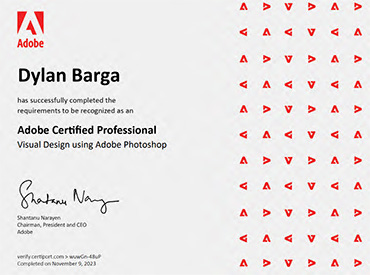 Adobe
Dylan Barga
has successfully completed the
requirements to be recognized as an
Adobe Certified Professional
Visual Design using Adobe Photoshop
Shantanu Narayen
Shantanu Narayen
Chairman, President and CEO
Adobe
verify.certiport.com > wuwGn-48uP
Completed on November 9, 2023